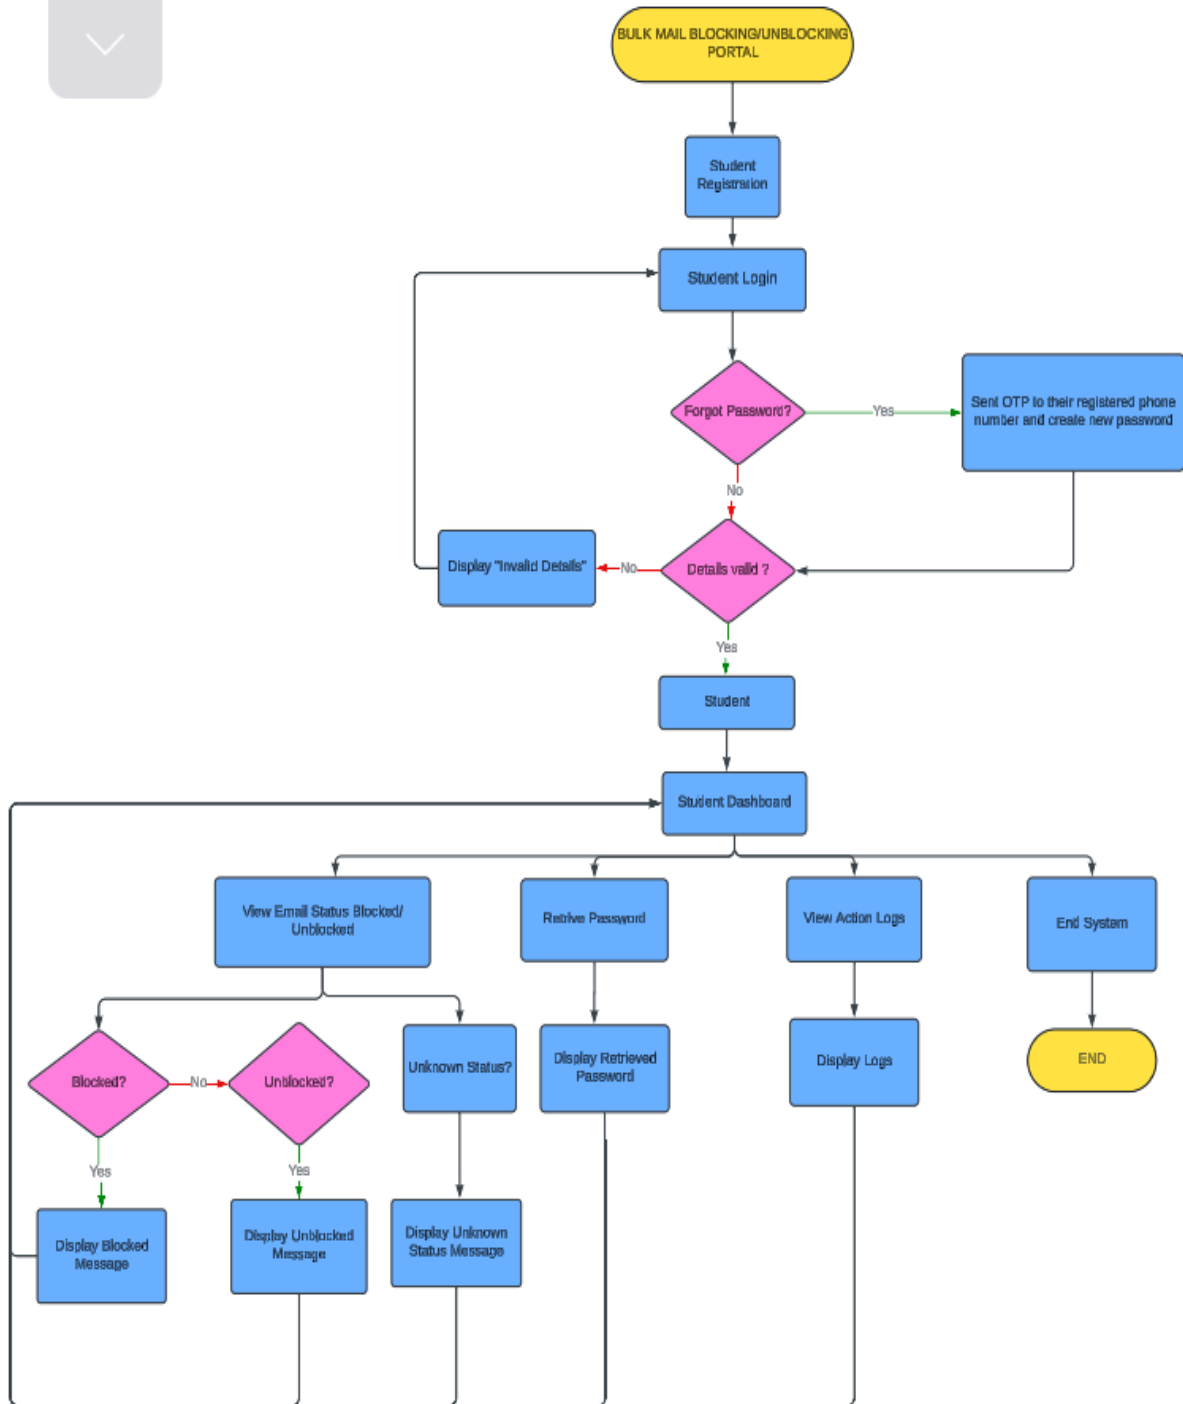 BULK MAIL BLOCKING/UNBLOCKING
PORTAL
Student
Registration
Student Login
Forgot Password?
Yes
Sent OTP to their registered phone
number and create new password
No
Display "Invalid Details"
No
Details valid ?
Yes
Student
Student Dashboard
View Email Status Blocked/
Unblocked
Retrive Password
View Action Logs
End System
Blocked?
No
Unblocked?
Unknown Status?
Display Retrieved
Password
Display Logs
END
Yes
Yes
Display Blocked
Message
Display Unblocked
Message
Display Unknown
Status Message